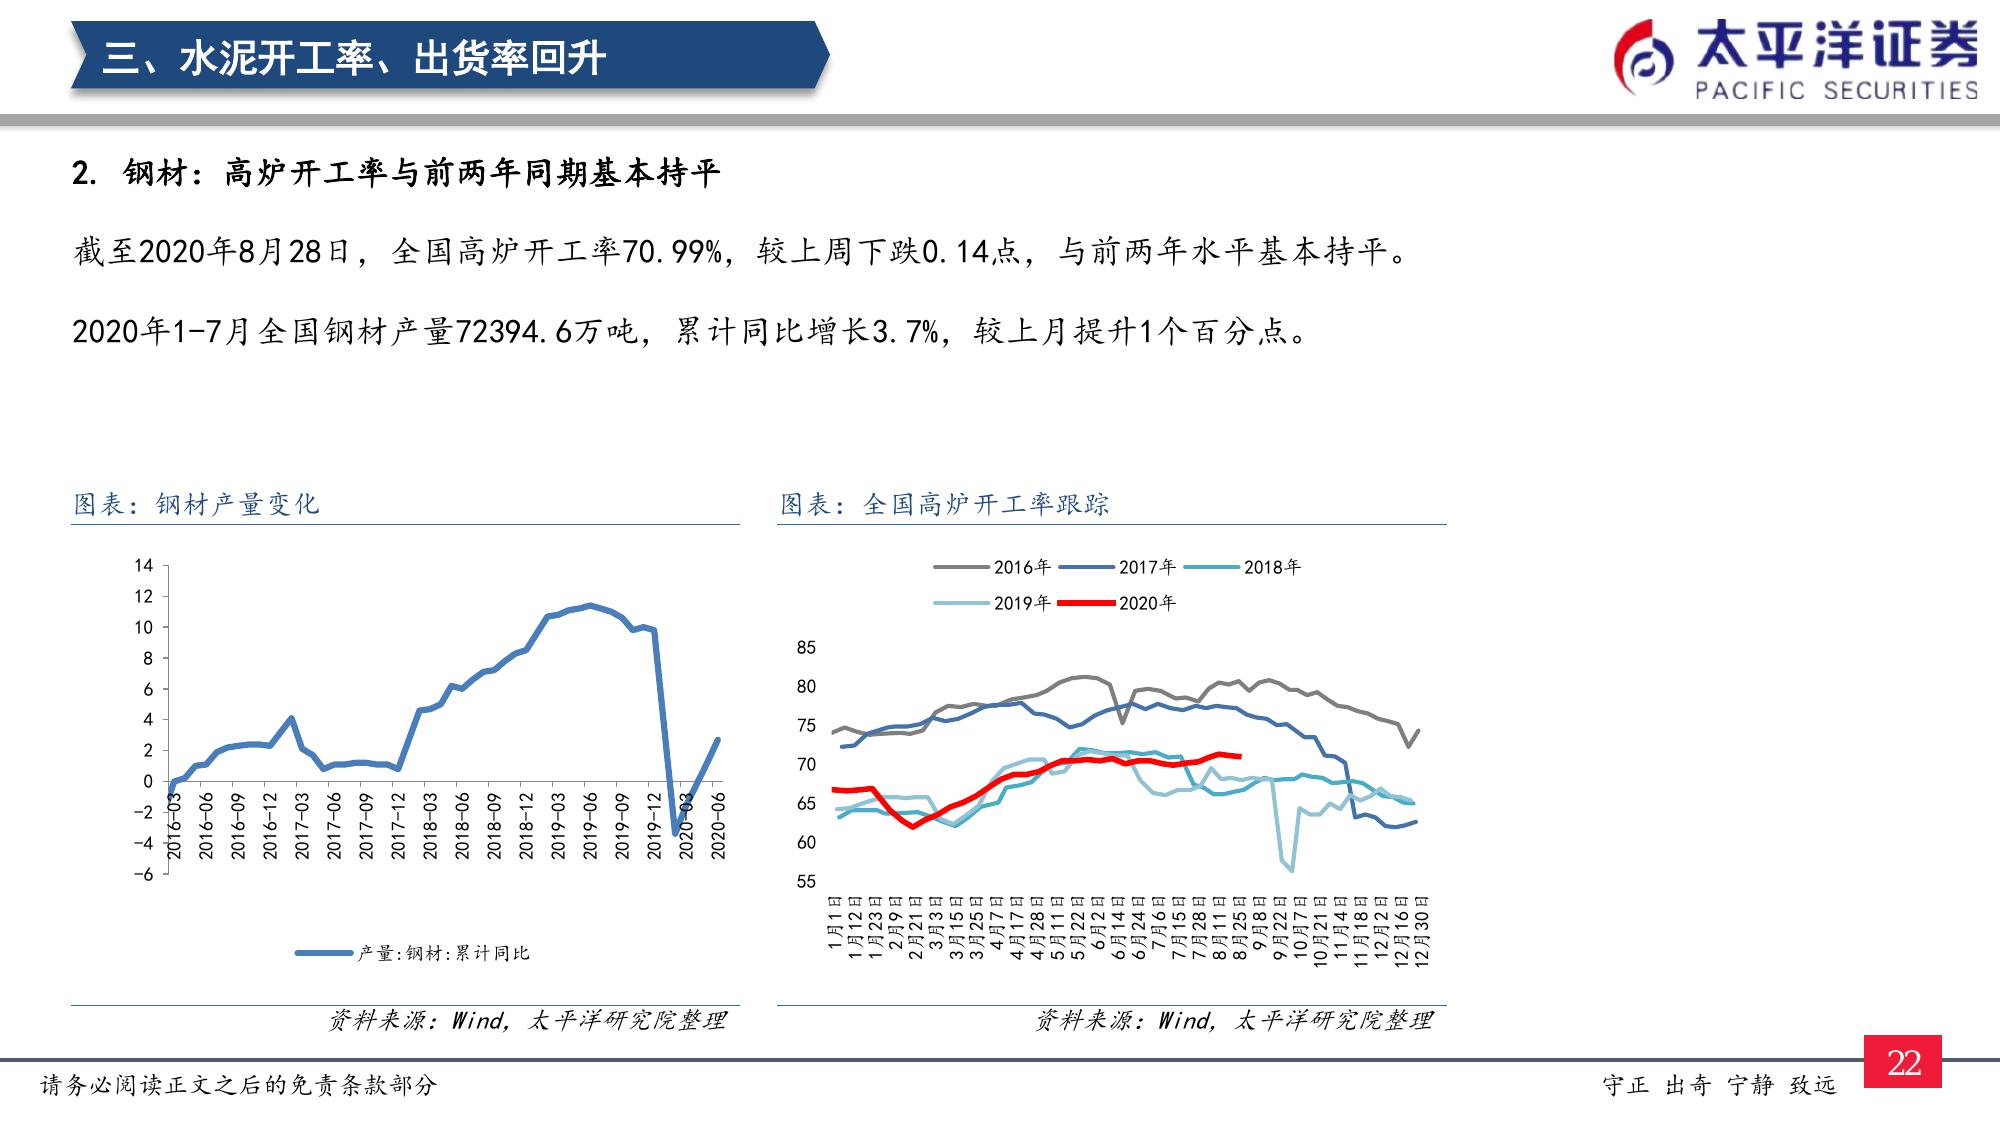 三、水泥开工率、出货率回升
太平洋证券
PACIFIC SECURITIES
2. 钢材：高炉开工率与前两年同期基本持平
截至2020年8月28日，全国高炉开工率70.99%，较上周下跌0.14点，与前两年水平基本持平。
2020年1-7月全国钢材产量72394.6万吨，累计同比增长3.7%，较上月提升1个百分点。
图表：钢材产量变化
14
12
10
8
6
4
2
0
-2
-4
-6
2016-03
2016-06
2016-09
2016-12
2017-03
2017-06
2017-09
2017-12
2018-03
2018-06
2018-09
2018-12
2019-03
2019-06
2019-09
2019-12
2020-03
2020-06
产量:钢材:累计同比
资料来源：Wind，太平洋研究院整理
图表：全国高炉开工率跟踪
2016年 2017年 2018年
2019年 2020年
85
80
75
70
65
60
55
1月1日
1月12日
1月23日
2月9日
2月21日
3月3日
3月15日
3月25日
4月7日
4月17日
4月28日
5月11日
5月22日
6月2日
6月14日
6月24日
7月6日
7月15日
7月28日
8月11日
8月25日
9月8日
9月22日
10月7日
10月21日
11月4日
11月18日
12月2日
12月16日
12月30日
资料来源：Wind，太平洋研究院整理
请务必阅读正文之后的免责条款部分
守正 出奇 宁静 致远
22